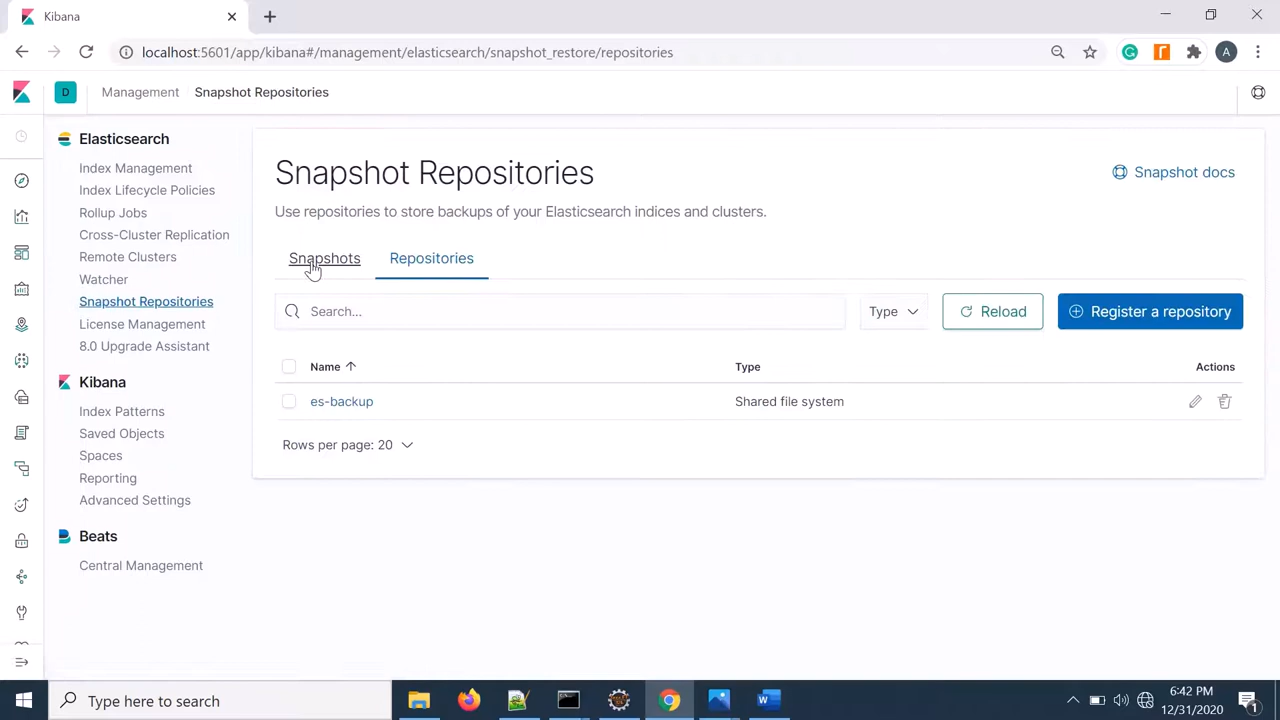 Kibana
localhost:5601/app/kibana#/management/elasticsearch/snapshot_restore/repositories
A
D
Management
Snapshot Repositories
Elasticsearch
Index Management
Index Lifecycle Policies
Rollup Jobs
Cross-Cluster Replication
Remote Clusters
Watcher
Snapshot Repositories
License Management
8.0 Upgrade Assistant
Kibana
Index Patterns
Saved Objects
Spaces
Reporting
Advanced Settings
Beats
Central Management
Snapshot Repositories
Snapshot docs
Use repositories to store backups of your Elasticsearch indices and clusters.
Snapshots
Repositories
Search...
Type
Reload
Register a repository
Name
Type
Actions
es-backup
Shared file system
Rows per page: 20
Type here to search
6:42 PM
12/31/2020
1